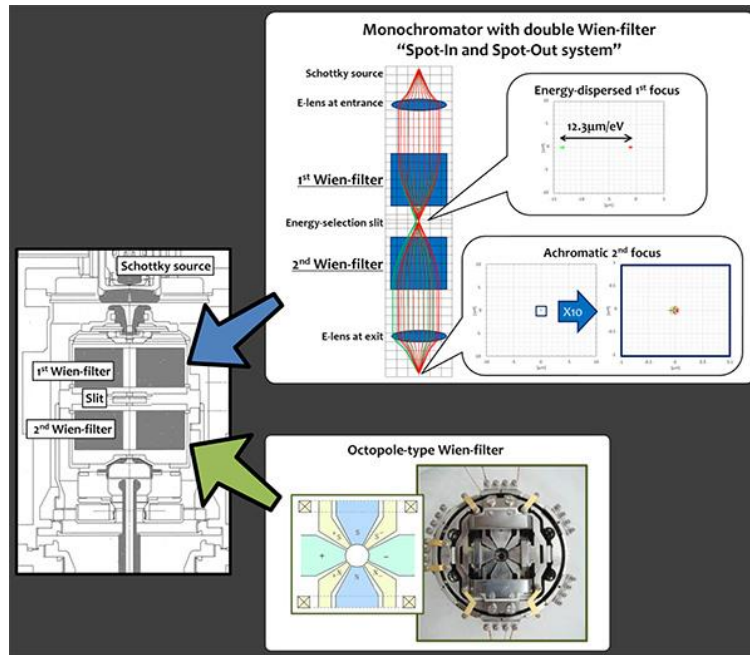 Monochromator with double Wien-filter
“Spot-In and Spot-Out system”
Schottky source
E-lens at entrance
1st Wien-filter
Energy-selection slit
2nd Wien-filter
E-lens at exit
Energy-dispersed 1st focus
12.3μm/eV
Achromatic 2nd focus
X10
Schottky source
1st Wien-filter
Slit
2nd Wien-filter
Octopole-type Wien-filter
+
-
S
S